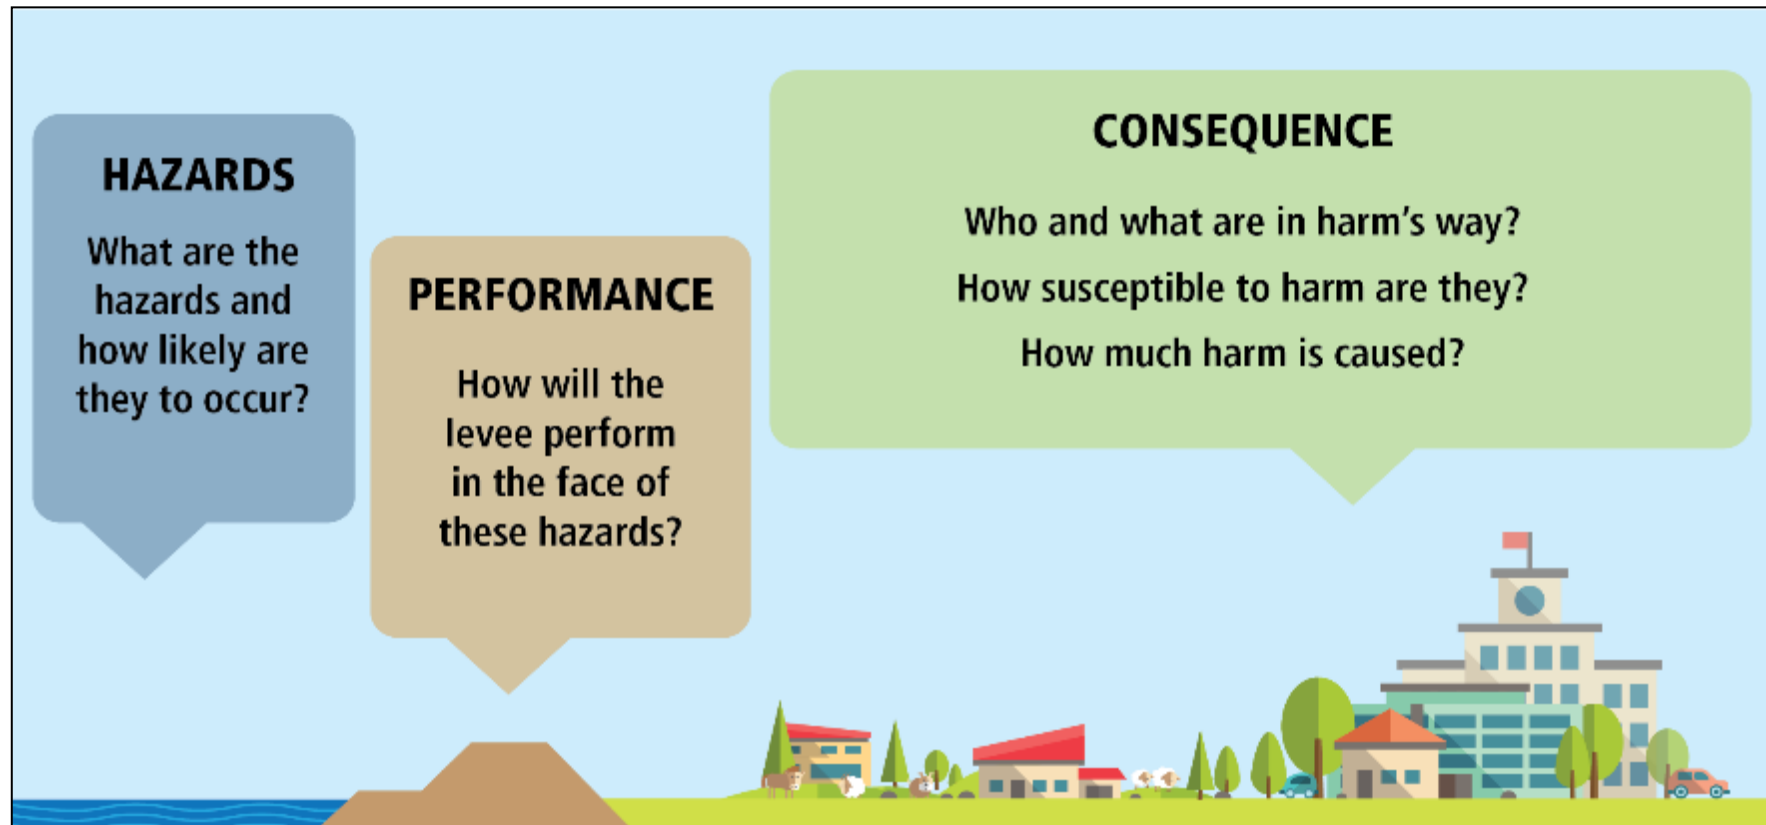 HAZARDS
What are the
hazards and
how likely are
they to occur?
PERFORMANCE
How will the
levee perform
in the face of
these hazards?
CONSEQUENCE
Who and what are in harm’s way?
How susceptible to harm are they?
How much harm is caused?